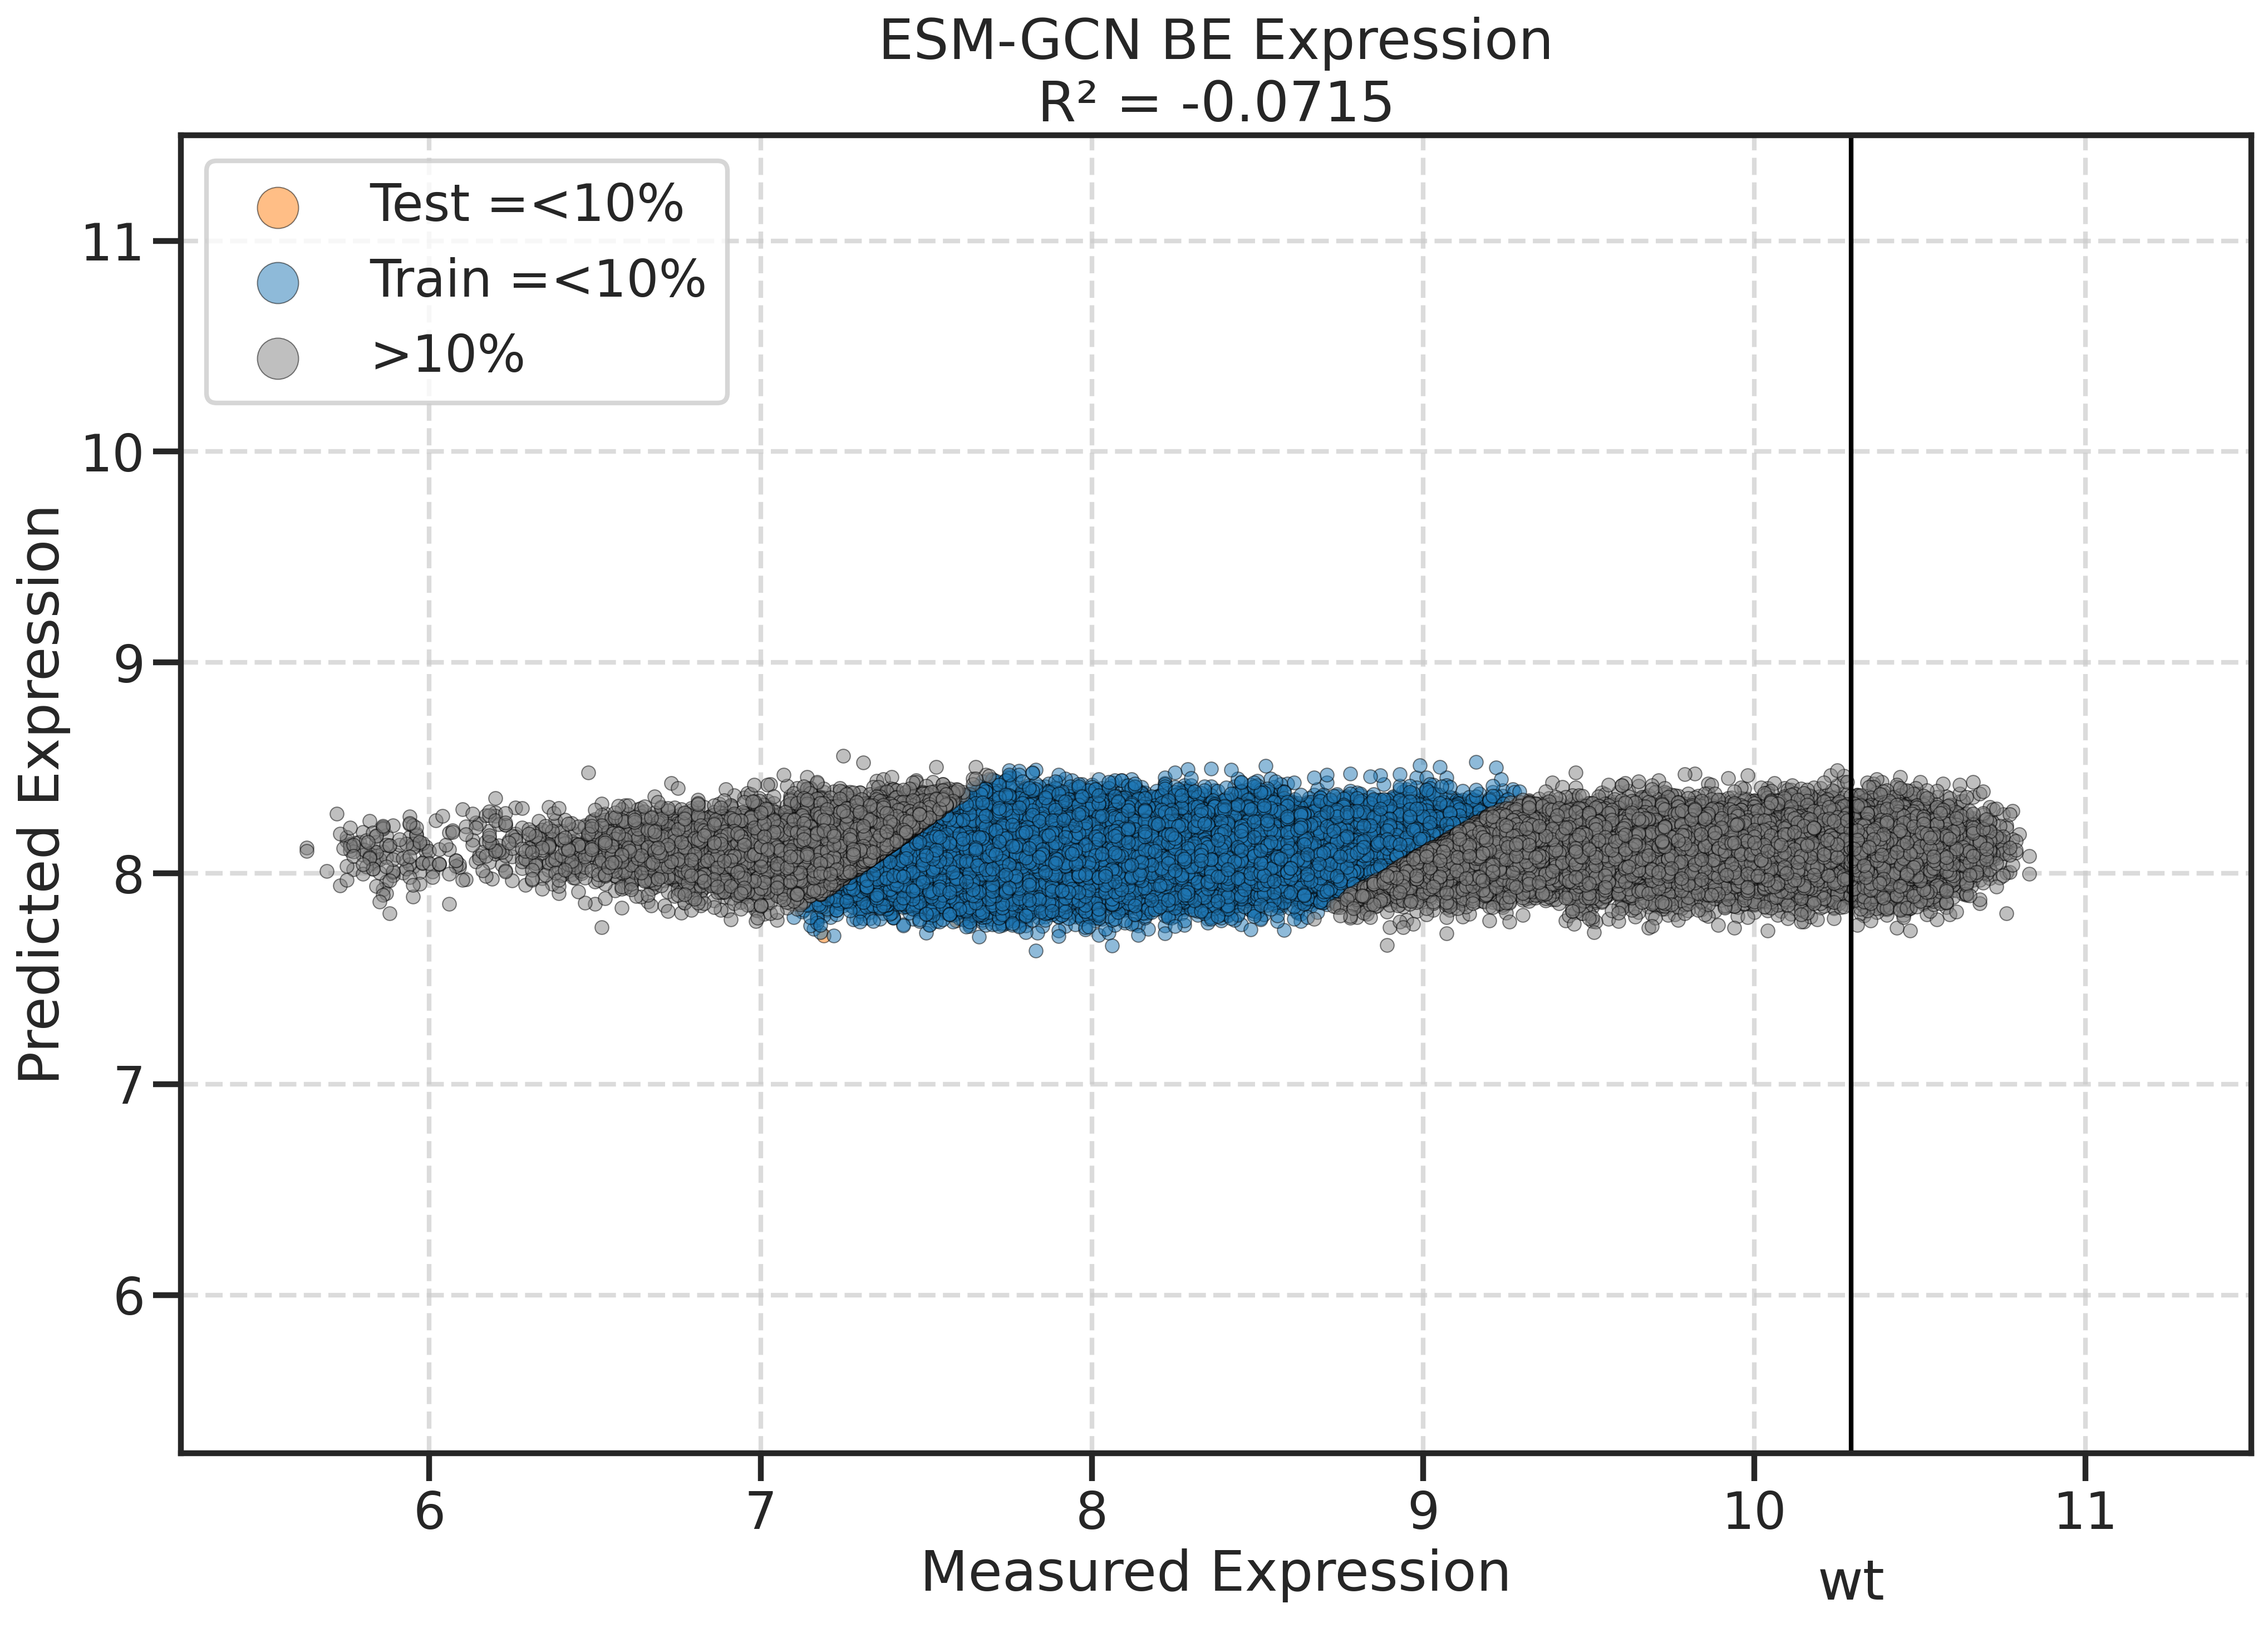 ESM-GCN BE Expression
R² = -0.0715
Test =<10%
Train =<10%
>10%
Predicted Expression
11
10
9
8
7
6
6
7
8
9
10
11
Measured Expression
wt